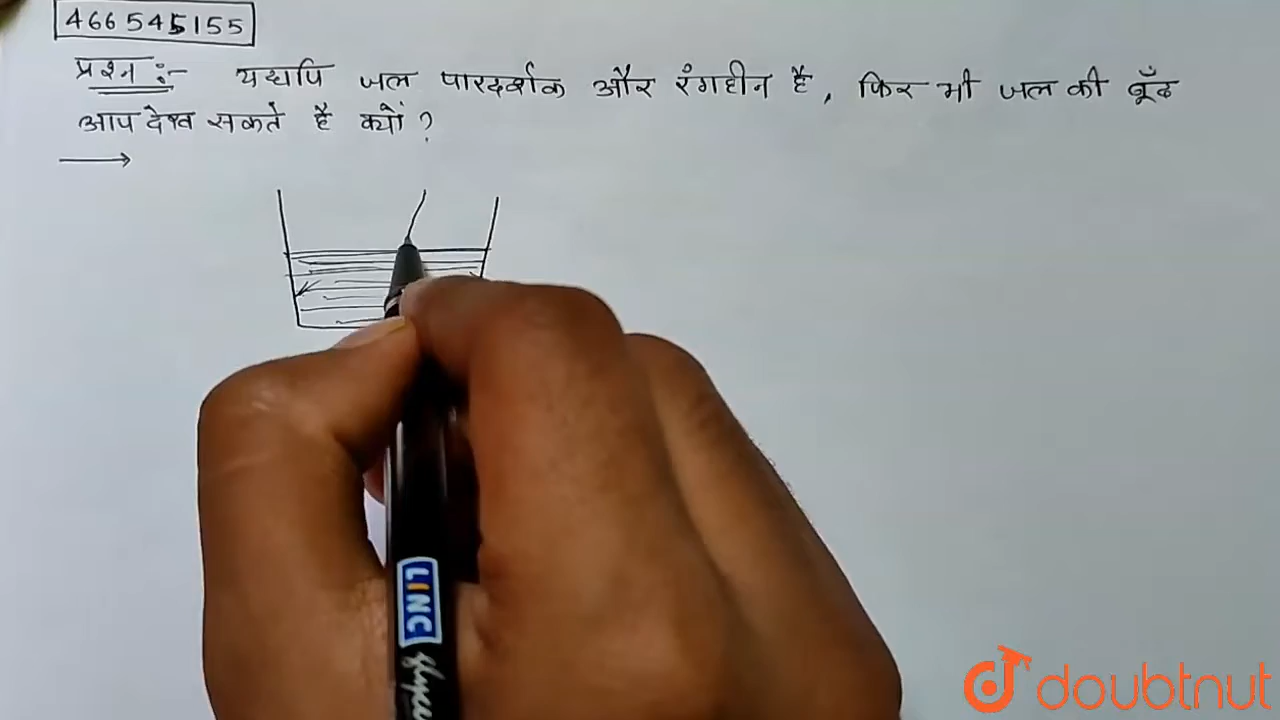 466545155
प्रश्न :- यद्यपि जल पारदर्शक और रंगहीन है, फिर भी जल की बूँद
आप देख सकते है क्यों ?
LINC
doubtnut